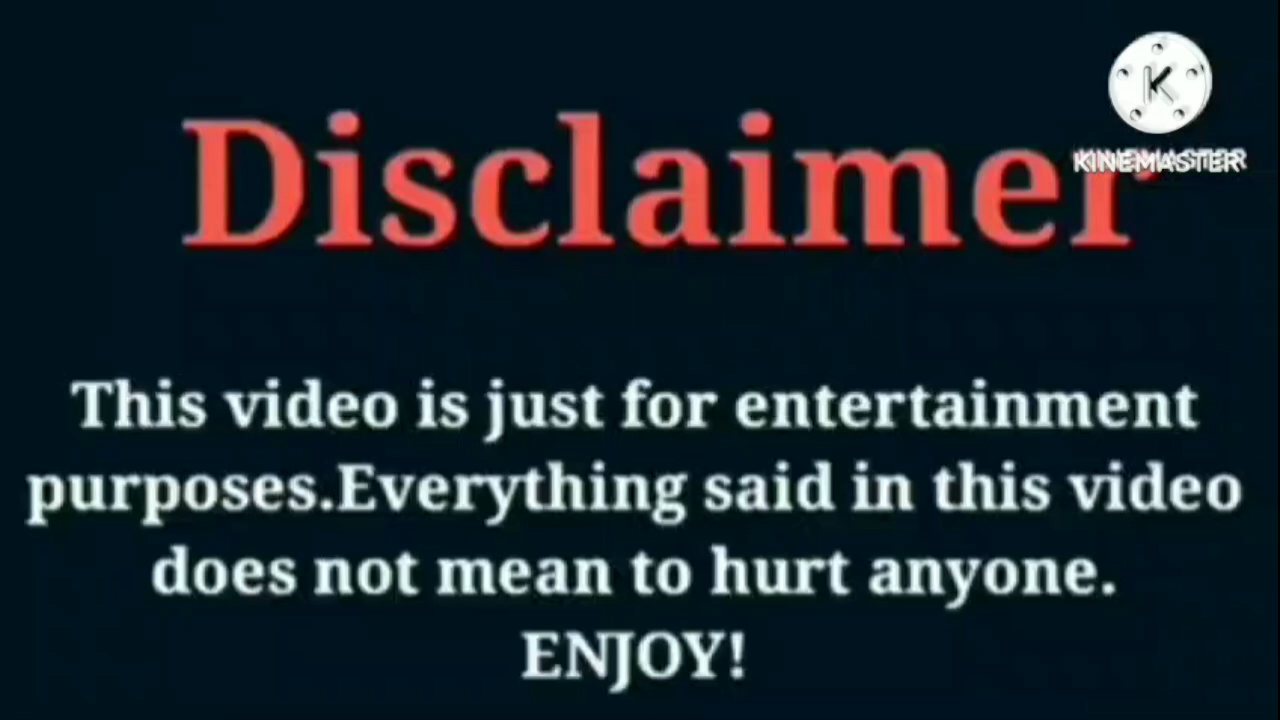 K
KINEMASTER
Disclaimer
This video is just for entertainment
purposes.Everything said in this video
does not mean to hurt anyone.
ENJOY!